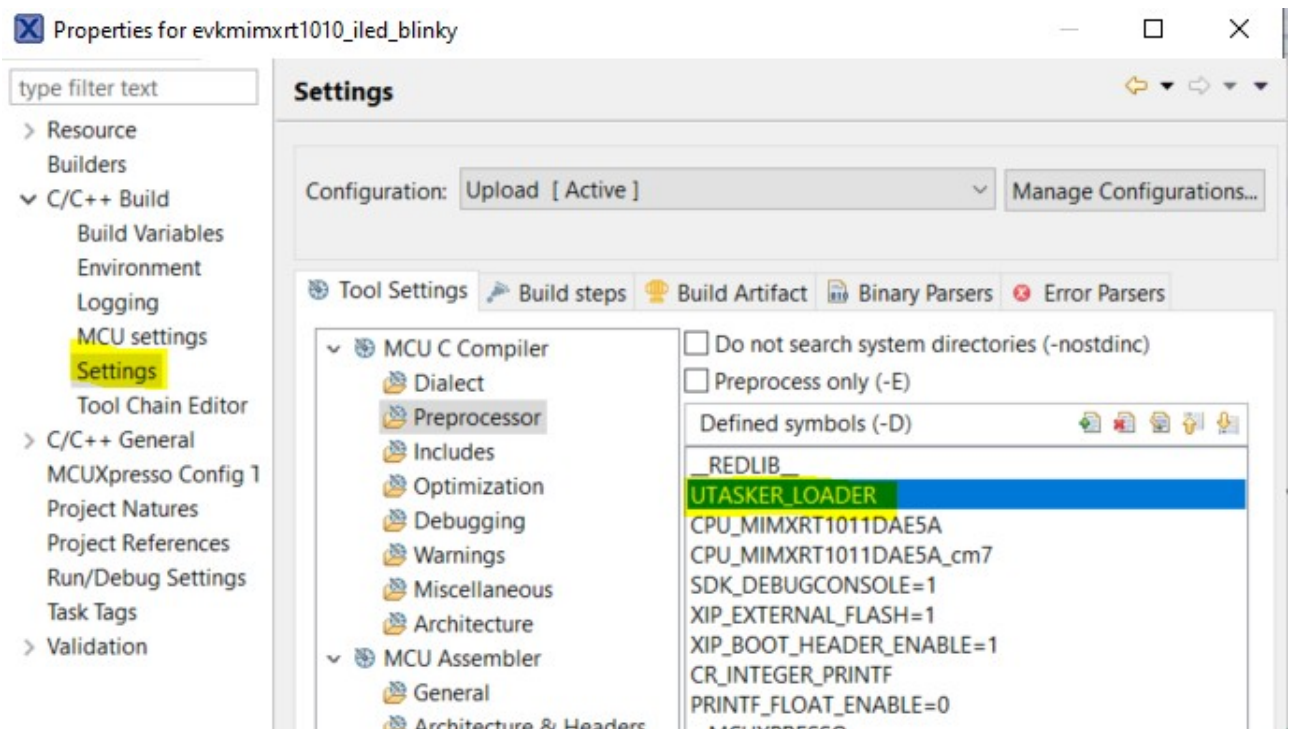 Properties for evkmimxrt1010_iled_blinky
type filter text
Resource
Builders
C/C++ Build
Build Variables
Environment
Logging
MCU settings
Settings
Tool Chain Editor
C/C++ General
MCUXpresso Config T
Project Natures
Project References
Run/Debug Settings
Task Tags
Validation
Settings
Configuration: Upload [ Active ]
Manage Configurations...
Tool Settings
Build steps
Build Artifact
Binary Parsers
Error Parsers
MCU C Compiler
Dialect
Preprocessor
Includes
Optimization
Debugging
Warnings
Miscellaneous
Architecture
MCU Assembler
General
Architecture & Headers
Do not search system directories (-nostdinc)
Preprocess only (-E)
Defined symbols (-D)
__REDLIB__
UTASKER_LOADER
CPU_MIMXRT1011DAE5A
CPU_MIMXRT1011DAE5A_cm7
SDK_DEBUGCONSOLE=1
XIP_EXTERNAL_FLASH=1
XIP_BOOT_HEADER_ENABLE=1
CR_INTEGER_PRINTF
PRINTF_FLOAT_ENABLE=0
__MCUXPRESSO